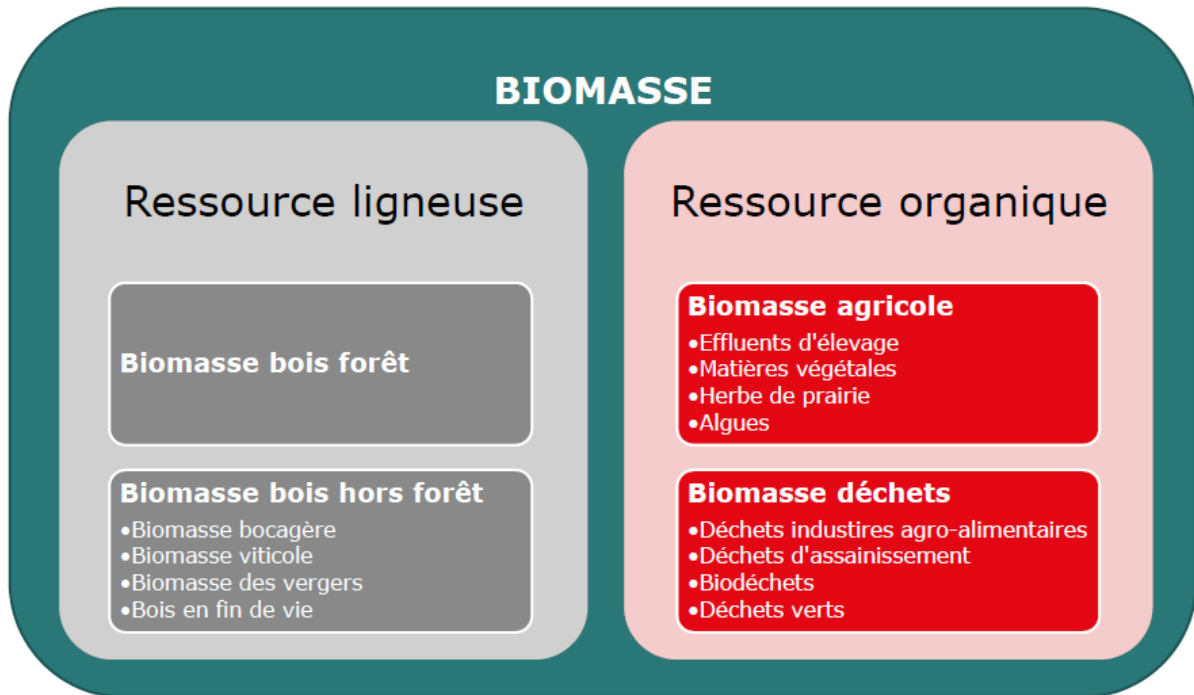 BIOMASSE
Ressource ligneuse
Biomasse bois forêt
Biomasse bois hors forêt
•Biomasse bocagère
•Biomasse viticole
•Biomasse des vergers
•Bois en fin de vie
Ressource organique
Biomasse agricole
•Effluents d'élevage
•Matières végétales
•Herbe de prairie
•Algues
Biomasse déchets
•Déchets industires agro-alimentaires
•Déchets d'assainissement
•Biodéchets
•Déchets verts